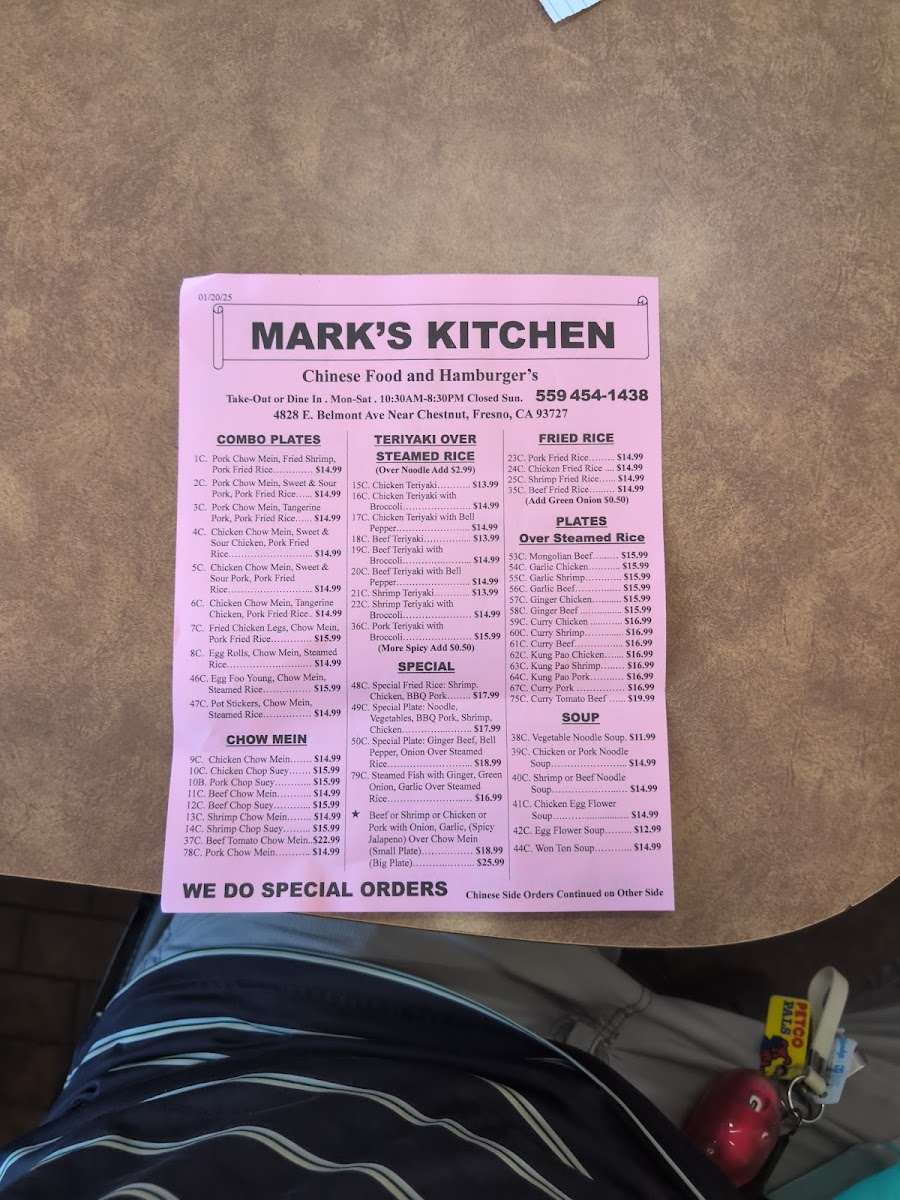 01/20/25
MARK'S KITCHEN
Chinese Food and Hamburger's
Take-Out or Dine In . Mon-Sat . 10:30AM-8:30PM Closed Sun. 559 454-1438
4828 E. Belmont Ave Near Chestnut, Fresno, CA 93727
COMBO PLATES
1C. Pork Chow Mein, Fried Shrimp,
Pork Fried Rice............. $14.99
2C. Pork Chow Mein, Sweet & Sour
Pork, Pork Fried Rice...... $14.99
3C. Pork Chow Mein, Tangerine
Pork, Pork Fried Rice...... $14.99
4C. Chicken Chow Mein, Sweet &
Sour Chicken, Pork Fried
Rice........................ $14.99
5C. Chicken Chow Mein, Sweet &
Sour Pork, Pork Fried
Rice........................ $14.99
6C. Chicken Chow Mein, Tangerine
Chicken, Pork Fried Rice.. $14.99
7C. Fried Chicken Legs, Chow Mein,
Pork Fried Rice............. $15.99
8C. Egg Rolls, Chow Mein, Steamed
Rice........................ $14.99
46C. Egg Foo Young, Chow Mein,
Steamed Rice............... $15.99
47C. Pot Stickers, Chow Mein,
Steamed Rice............... $14.99
CHOW MEIN
9C. Chicken Chow Mein....... $14.99
10C. Chicken Chop Suey....... $15.99
10B. Pork Chop Suey............ $15.99
11C. Beef Chow Mein........... $14.99
12C. Beef Chop Suey............ $15.99
13C. Shrimp Chow Mein........ $14.99
14C. Shrimp Chop Suey......... $15.99
37C. Beef Tomato Chow Mein..$22.99
78C. Pork Chow Mein........... $14.99
TERIYAKI OVER
STEAMED RICE
(Over Noodle Add $2.99)
15C. Chicken Teriyaki............ $13.99
16C. Chicken Teriyaki with
Broccoli....................... $14.99
17C. Chicken Teriyaki with Bell
Pepper......................... $14.99
18C. Beef Teriyaki................ $13.99
19C. Beef Teriyaki with
Broccoli....................... $14.99
20C. Beef Teriyaki with Bell
Pepper......................... $14.99
21C. Shrimp Teriyaki............. $13.99
22C. Shrimp Teriyaki with
Broccoli....................... $14.99
36C. Pork Teriyaki with
Broccoli....................... $15.99
(More Spicy Add $0.50)
SPECIAL
48C. Special Fried Rice: Shrimp.
Chicken, BBQ Pork........ $17.99
49C. Special Plate: Noodle,
Vegetables, BBQ Pork, Shrimp,
Chicken........................ $17.99
50C. Special Plate: Ginger Beef, Bell
Pepper, Onion Over Steamed
Rice............................ $18.99
79C. Steamed Fish with Ginger, Green
Onion, Garlic Over Steamed
Rice............................ $16.99
★ Beef or Shrimp or Chicken or
Pork with Onion, Garlic, (Spicy
Jalapeno) Over Chow Mein
(Small Plate).................. $18.99
(Big Plate)..................... $25.99
FRIED RICE
23C. Pork Fried Rice......... $14.99
24C. Chicken Fried Rice .... $14.99
25C. Shrimp Fried Rice...... $14.99
35C. Beef Fried Rice......... $14.99
(Add Green Onion $0.50)
PLATES
Over Steamed Rice
53C. Mongolian Beef........ $15.99
54C. Garlic Chicken........... $15.99
55C. Garlic Shrimp............ $15.99
56C. Garlic Beef............... $15.99
57C. Ginger Chicken.......... $15.99
58C. Ginger Beef .............. $15.99
59C. Curry Chicken ........... $16.99
60C. Curry Shrimp............. $16.99
61C. Curry Beef................ $16.99
62C. Kung Pao Chicken...... $16.99
63C. Kung Pao Shrimp....... $16.99
64C. Kung Pao Pork........... $16.99
67C. Curry Pork ................ $16.99
75C. Curry Tomato Beef ...... $19.99
SOUP
38C. Vegetable Noodle Soup. $11.99
39C. Chicken or Pork Noodle
Soup.......................... $14.99
40C. Shrimp or Beef Noodle
Soup.......................... $14.99
41C. Chicken Egg Flower
Soup.......................... $14.99
42C. Egg Flower Soup......... $12.99
44C. Won Ton Soup............ $14.99
WE DO SPECIAL ORDERS
Chinese Side Orders Continued on Other Side
PETCO
PALS